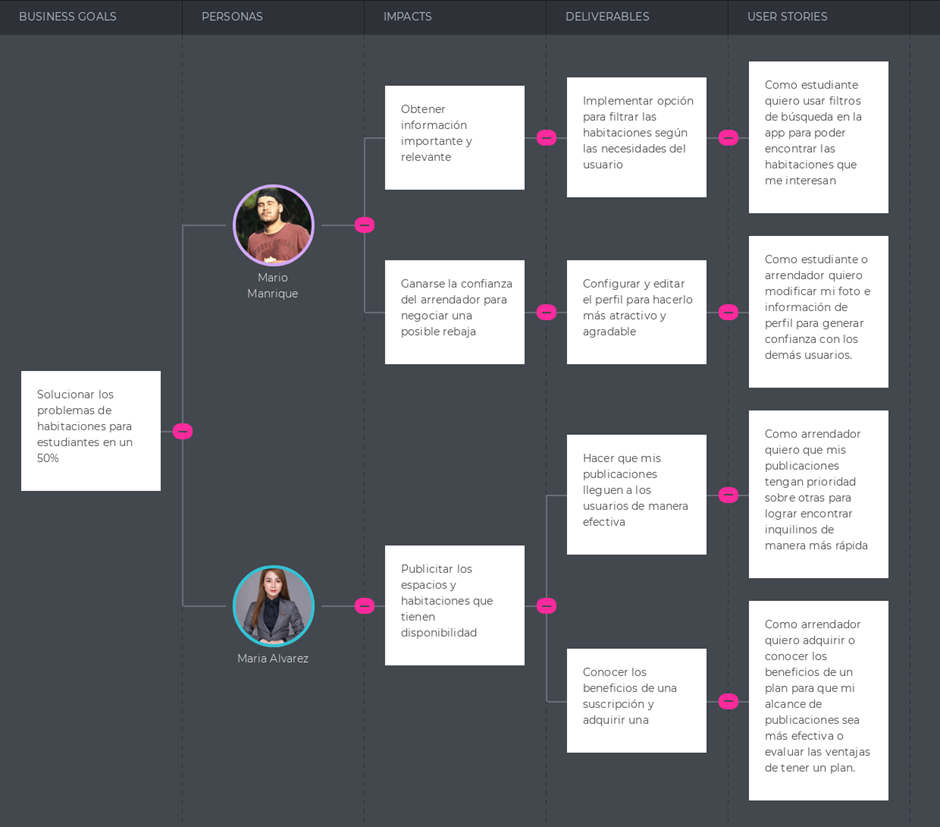 BUSINESS GOALS
PERSONAS
IMPACTS
DELIVERABLES
USER STORIES
Solucionar los
problemas de
habitaciones para
estudiantes en un
50%
Mario
Manrique
Obtener
información
importante y
relevante
Implementar opción
para filtrar las
habitaciones según
las necesidades del
usuario
Como estudiante
quiero usar filtros
de búsqueda en la
app para poder
encontrar las
habitaciones que
me interesan
Ganarse la confianza
del arrendador para
negociar una
posible rebaja
Configurar y editar
el perfil para hacerlo
más atractivo y
agradable
Como estudiante o
arrendador quiero
modificar mi foto e
información de
perfil para generar
confianza con los
demás usuarios.
Maria Alvarez
Publicitar los
espacios y
habitaciones que
tienen
disponibilidad
Hacer que mis
publicaciones
lleguen a los
usuarios de manera
efectiva
Como arrendador
quiero que mis
publicaciones
tengan prioridad
sobre otras para
lograr encontrar
inquilinos de
manera más rápida
Conocer los
beneficios de una
suscripción y
adquirir una
Como arrendador
quiero adquirir o
conocer los
beneficios de un
plan para que mi
alcance de
publicaciones sea
más efectiva o
evaluar las ventajas
de tener un plan.